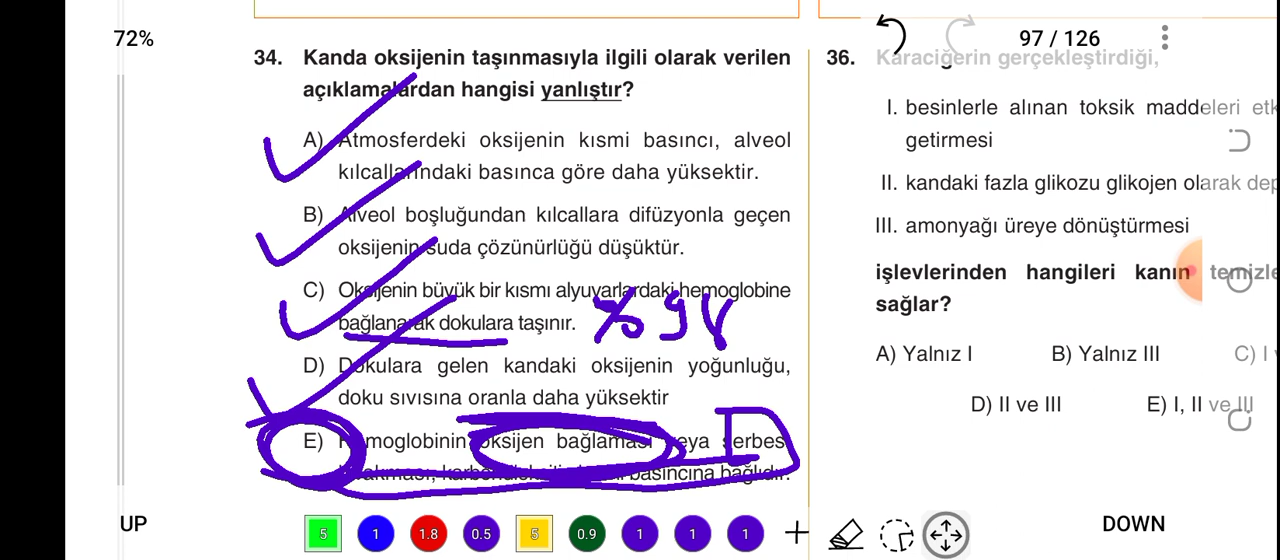 72%
97 / 126
34. Kanda oksijenin taşınmasıyla ilgili olarak verilen
açıklamalardan hangisi yanlıştır?
A) Atmosferdeki oksijenin kısmi basıncı, alveol
kılcallarındaki basınca göre daha yüksektir.
B) Alveol boşluğundan kılcallara difüzyonla geçen
oksijenin suda çözünürlüğü düşüktür.
C) Oksijenin büyük bir kısmı alyuvarlardaki hemoglobine
bağlanarak dokulara taşınır.
%98
D) Dokulara gelen kandaki oksijenin yoğunluğu,
doku sıvısına oranla daha yüksektir
E) Hemoglobinin oksijen bağlaması veya serbest
bırakması, karbondioksitin kısmi basıncına bağlıdır.
36. Karaciğerin gerçekleştirdiği,
I. besinlerle alınan toksik maddeleri
getirmesi
II. kandaki fazla glikozu glikojen olarak
III. amonyağı üreye dönüştürmesi
işlevlerinden hangileri kanın
sağlar?
A) Yalnız I B) Yalnız III C) I
D) II ve III E) I, II ve III
UP
5 1 1.8 0.5 5 0.9 1 1 1
DOWN